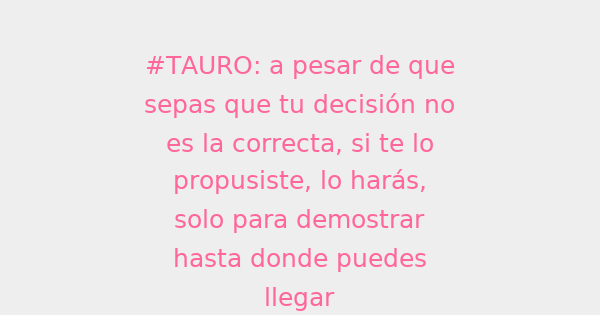 #TAURO: a pesar de que
sepas que tu decisión no
es la correcta, si te lo
propusiste, lo harás,
solo para demostrar
hasta donde puedes
llegar